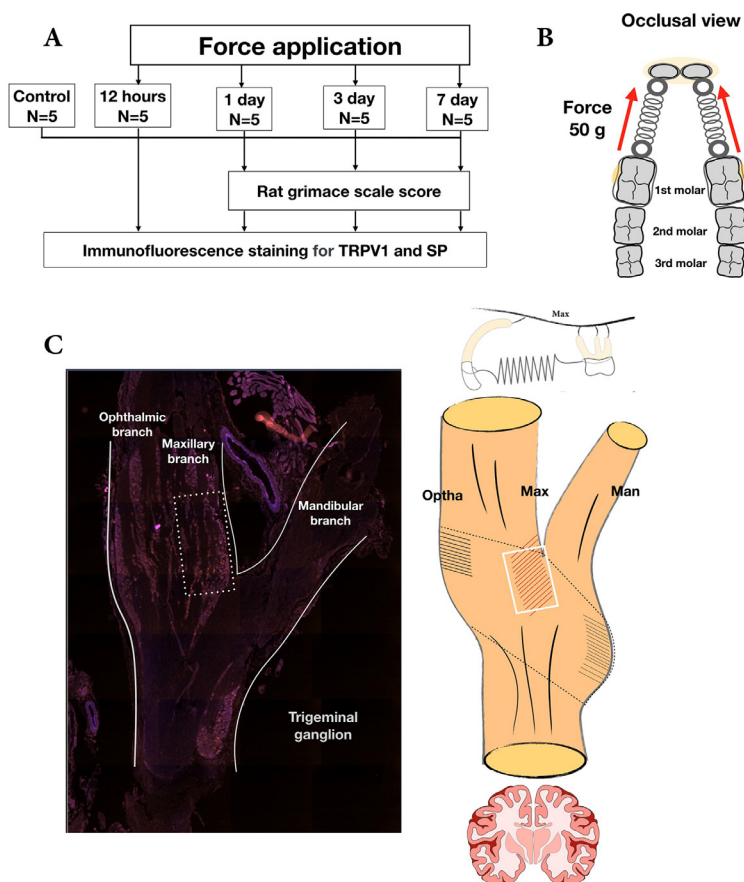 A
Force application
Control
N=5
12 hours
N=5
1 day
N=5
3 day
N=5
7 day
N=5
Rat grimace scale score
Immunofluorescence staining for TRPV1 and SP
B
Occlusal view
Force
50 g
1st molar
2nd molar
3rd molar
C
Ophthalmic
branch
Maxillary
branch
Mandibular
branch
Trigeminal
ganglion
Max
Optha
Max
Man